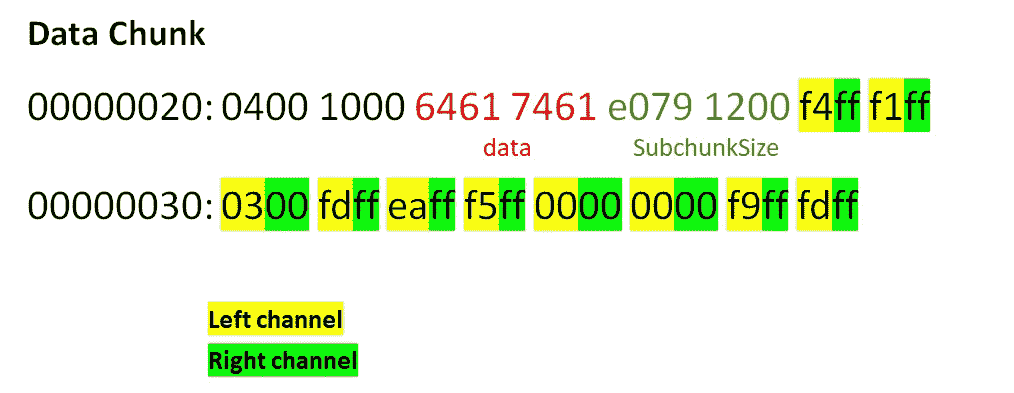 Data Chunk
00000020: 0400 1000 6461 7461 e079 1200 f4ff f1ff
data SubchunkSize
00000030: 0300 fdff eaff f5ff 0000 0000 f9ff fdff
Left channel
Right channel